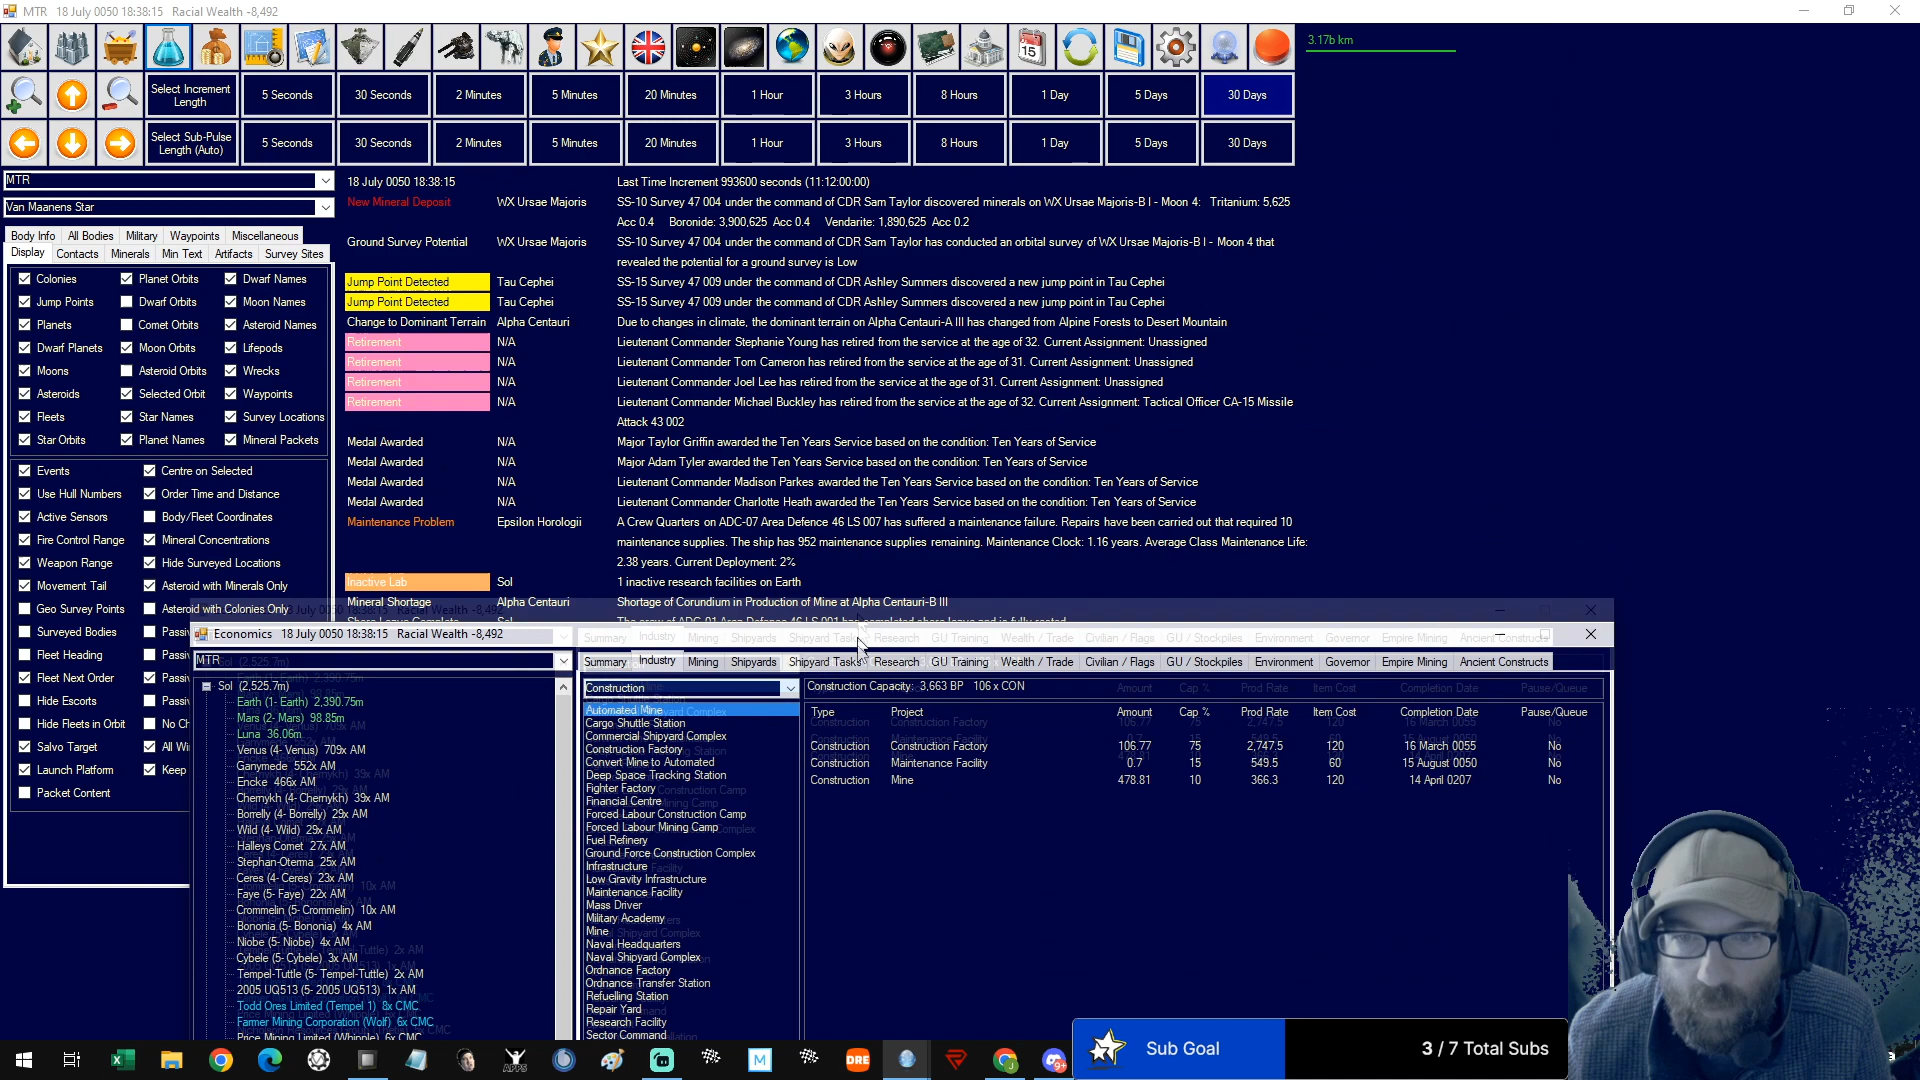 MTR 18 July 0050 18:38:15 Racial Wealth -8,492
3.17b km
Select Increment Length
5 Seconds 30 Seconds 2 Minutes 5 Minutes 20 Minutes 1 Hour 3 Hours 8 Hours 1 Day 5 Days 30 Days
Select Sub-Pulse Length (Auto)
5 Seconds 30 Seconds 2 Minutes 5 Minutes 20 Minutes 1 Hour 3 Hours 8 Hours 1 Day 5 Days 30 Days
MTR
Van Maanens Star
Body Info All Bodies Military Waypoints Miscellaneous
Display Contacts Minerals Min Text Artifacts Survey Sites
Colonies Planet Orbits Dwarf Names
Jump Points Dwarf Orbits Moon Names
Planets Comet Orbits Asteroid Names
Dwarf Planets Moon Orbits Lifepods
Moons Asteroid Orbits Wrecks
Asteroids Selected Orbit Waypoints
Fleets Star Names Survey Locations
Star Orbits Planet Names Mineral Packets
Events Centre on Selected
Use Hull Numbers Order Time and Distance
Active Sensors Body/Fleet Coordinates
Fire Control Range Mineral Concentrations
Weapon Range Hide Surveyed Locations
Movement Tail Asteroid with Minerals Only
Geo Survey Points Asteroid with Colonies Only
Surveyed Bodies Passiv
Fleet Heading Passiv
Fleet Next Order Passiv
Hide Escorts Passiv
Hide Fleets in Orbit No Ch
Salvo Target All Wi
Launch Platform Keep
Packet Content
18 July 0050 18:38:15 Last Time Increment 993600 seconds (11:12:00:00)
New Mineral Deposit WX Ursae Majoris SS-10 Survey 47 004 under the command of CDR Sam Taylor discovered minerals on WX Ursae Majoris-B I - Moon 4: Tritanium: 5,625
Acc 0.4 Boronide: 3,900,625 Acc 0.4 Vendarite: 1,890,625 Acc 0.2
Ground Survey Potential WX Ursae Majoris SS-10 Survey 47 004 under the command of CDR Sam Taylor has conducted an orbital survey of WX Ursae Majoris-B I - Moon 4 that
revealed the potential for a ground survey is Low
Jump Point Detected Tau Cephei SS-15 Survey 47 009 under the command of CDR Ashley Summers discovered a new jump point in Tau Cephei
Jump Point Detected Tau Cephei SS-15 Survey 47 009 under the command of CDR Ashley Summers discovered a new jump point in Tau Cephei
Change to Dominant Terrain Alpha Centauri Due to changes in climate, the dominant terrain on Alpha Centauri-A III has changed from Alpine Forests to Desert Mountain
Retirement N/A Lieutenant Commander Stephanie Young has retired from the service at the age of 32. Current Assignment: Unassigned
Retirement N/A Lieutenant Commander Tom Cameron has retired from the service at the age of 31. Current Assignment: Unassigned
Retirement N/A Lieutenant Commander Joel Lee has retired from the service at the age of 31. Current Assignment: Unassigned
Retirement N/A Lieutenant Commander Michael Buckley has retired from the service at the age of 32. Current Assignment: Tactical Officer CA-15 Missile
Attack 43 002
Medal Awarded N/A Major Taylor Griffin awarded the Ten Years Service based on the condition: Ten Years of Service
Medal Awarded N/A Major Adam Tyler awarded the Ten Years Service based on the condition: Ten Years of Service
Medal Awarded N/A Lieutenant Commander Madison Parkes awarded the Ten Years Service based on the condition: Ten Years of Service
Medal Awarded N/A Lieutenant Commander Charlotte Heath awarded the Ten Years Service based on the condition: Ten Years of Service
Maintenance Problem Epsilon Horologii A Crew Quarters on ADC-07 Area Defence 46 LS 007 has suffered a maintenance failure. Repairs have been carried out that required 10
maintenance supplies. The ship has 952 maintenance supplies remaining. Maintenance Clock: 1.16 years. Average Class Maintenance Life:
2.38 years. Current Deployment: 2%
Inactive Lab Sol 1 inactive research facilities on Earth
Mineral Shortage Alpha Centauri Shortage of Corundium in Production of Mine at Alpha Centauri-B III
Economics 18 July 0050 18:38:15 Racial Wealth -8,492
MTR
Summary Industry Mining Shipyards Shipyard Tasks Research GU Training Wealth / Trade Civilian / Flags GU / Stockpiles Environment Governor Empire Mining Ancient Constructs
Sol (2,525.7m)
Earth (1- Earth) 2,390.75m
Mars (2- Mars) 98.85m
Luna 36.06m
Venus (4- Venus) 709x AM
Ganymede 552x AM
Encke 466x AM
Chernykh (4- Chernykh) 39x AM
Borrelly (4- Borrelly) 29x AM
Wild (4- Wild) 29x AM
Halleys Comet 27x AM
Stephan-Oterma 25x AM
Ceres (4- Ceres) 23x AM
Faye (5- Faye) 22x AM
Crommelin (5- Crommelin) 10x AM
Bononia (5- Bononia) 4x AM
Niobe (5- Niobe) 4x AM
Cybele (5- Cybele) 3x AM
Tempel-Tuttle (5- Tempel-Tuttle) 2x AM
2005 UQ513 (5- 2005 UQ513) 1x AM
Todd Ores Limited (Tempel 1) 8x CMC
Farmer Mining Corporation (Wolf) 6x CMC
Price Mining Limited (Whipple) 6x CMC
Construction
Automated Mine
Cargo Shuttle Station
Commercial Shipyard Complex
Construction Factory
Convert Mine to Automated
Deep Space Tracking Station
Fighter Factory
Financial Centre
Forced Labour Construction Camp
Forced Labour Mining Camp
Fuel Refinery
Ground Force Construction Complex
Infrastructure
Low Gravity Infrastructure
Maintenance Facility
Mass Driver
Military Academy
Mine
Naval Headquarters
Naval Shipyard Complex
Ordnance Factory
Ordnance Transfer Station
Refuelling Station
Repair Yard
Research Facility
Sector Command
Construction Capacity: 3,663 BP 106 x CON
Type Project Amount Cap % Prod Rate Item Cost Completion Date Pause/Queue
Construction Construction Factory 106.77 75 2,747.5 120 16 March 0055 No
Construction Maintenance Facility 0.7 15 549.5 60 15 August 0050 No
Construction Mine 478.81 10 366.3 120 14 April 0207 No
Sub Goal 3 / 7 Total Subs